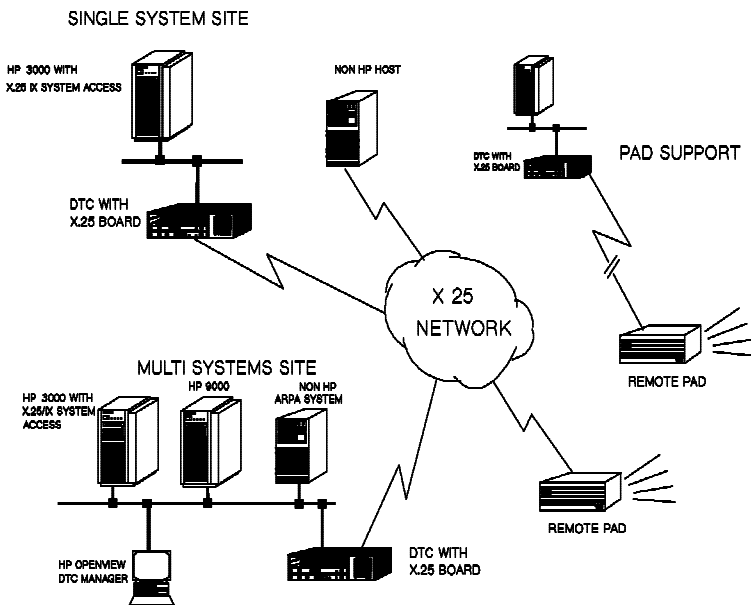 SINGLE SYSTEM SITE
HP 3000 WITH
X.25 IX SYSTEM ACCESS
NON HP HOST
DTC WITH
X.25 BOARD
PAD SUPPORT
DTC WITH
X.25 BOARD
X 25
NETWORK
REMOTE PAD
MULTI SYSTEMS SITE
HP 3000 WITH
X.25/IX SYSTEM
ACCESS
HP 9000
NON HP
ARPA SYSTEM
REMOTE PAD
HP OPENVIEW
DTC MANAGER
DTC WITH
X.25 BOARD